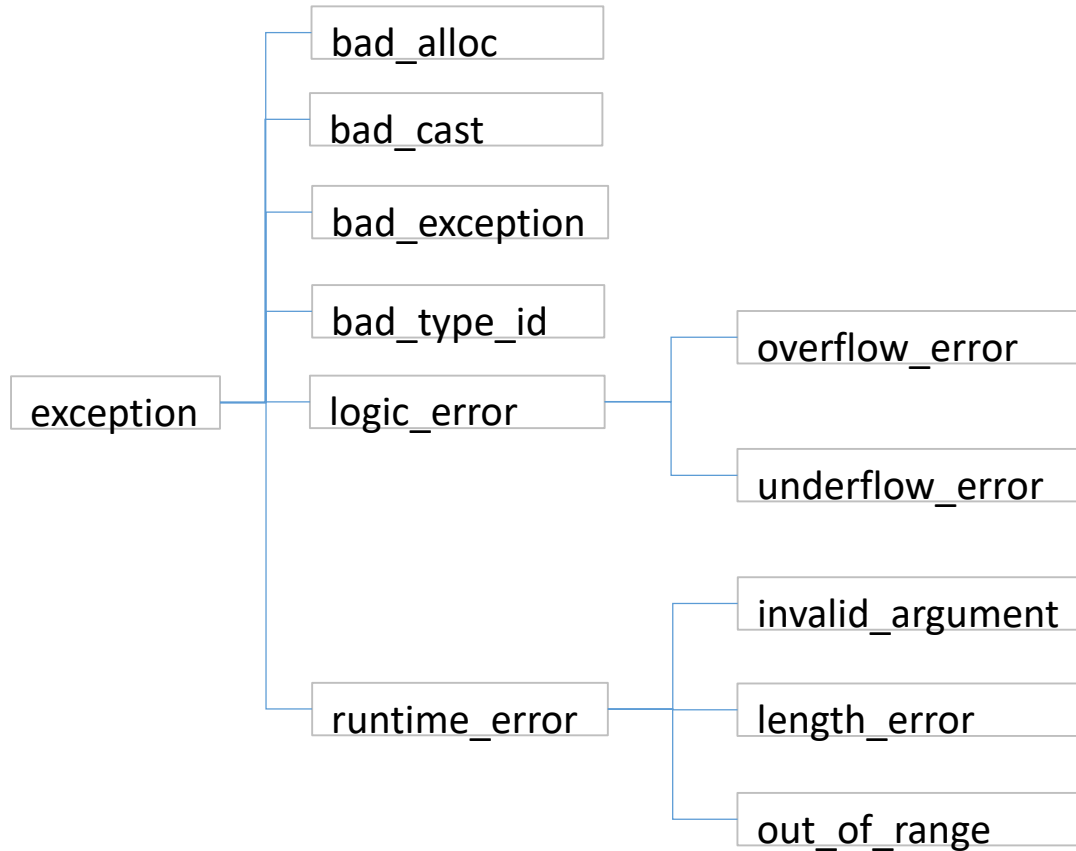 bad_alloc
bad_cast
bad_exception
bad_type_id
overflow_error
exception
logic_error
underflow_error
invalid_argument
runtime_error
length_error
out_of_range